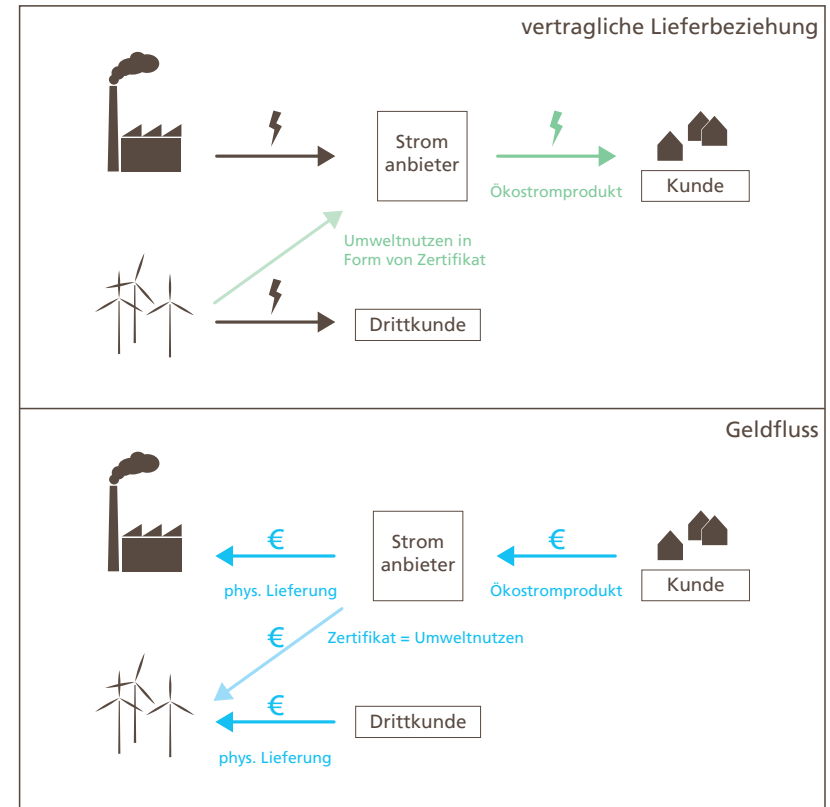 vertragliche Lieferbeziehung
Strom
anbieter
Ökostromprodukt
Kunde
Umweltnutzen in
Form von Zertifikat
Drittkunde
Geldfluss
€
€
Strom
anbieter
phys. Lieferung
Ökostromprodukt
Kunde
€
Zertifikat = Umweltnutzen
€
Drittkunde
phys. Lieferung